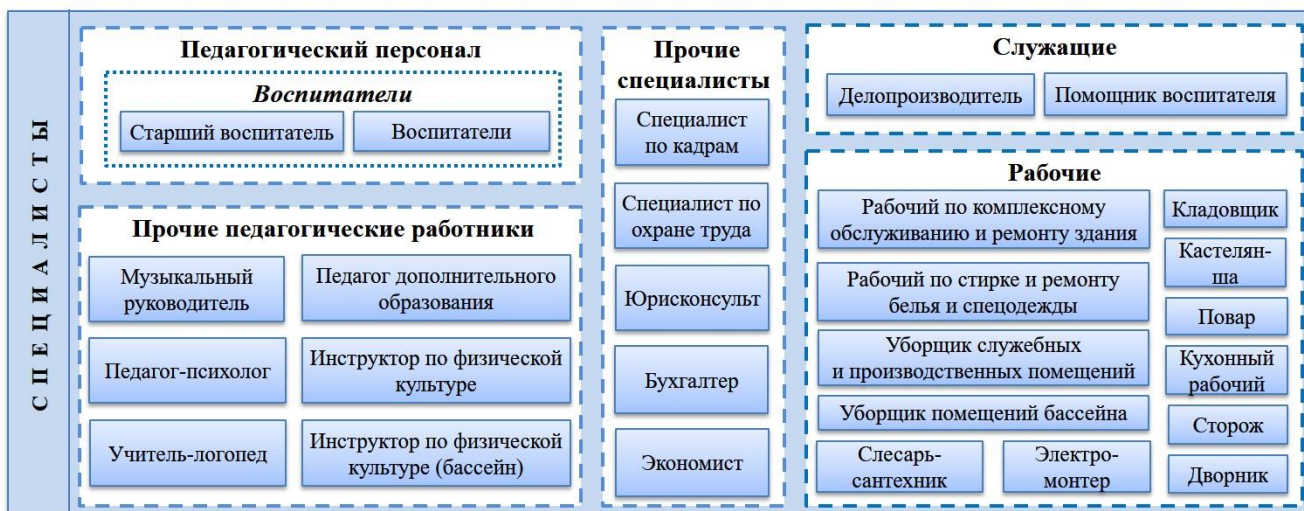 СПЕЦИАЛИСТЫ
Педагогический персонал
Воспитатели
Старший воспитатель
Воспитатели
Прочие педагогические работники
Музыкальный
руководитель
Педагог дополнительного
образования
Педагог-психолог
Инструктор по физической
культуре
Учитель-логопед
Инструктор по физической
культуре (бассейн)
Прочие
специалисты
Специалист
по кадрам
Специалист по
охране труда
Юрисконсульт
Бухгалтер
Экономист
Служащие
Делопроизводитель
Помощник воспитателя
Рабочие
Рабочий по комплексному
обслуживанию и ремонту здания
Рабочий по стирке и ремонту
белья и спецодежды
Уборщик служебных
и производственных помещений
Уборщик помещений бассейна
Слесарь-
сантехник
Электро-
монтер
Кладовщик
Кастелян-
ша
Повар
Кухонный
рабочий
Сторож
Дворник